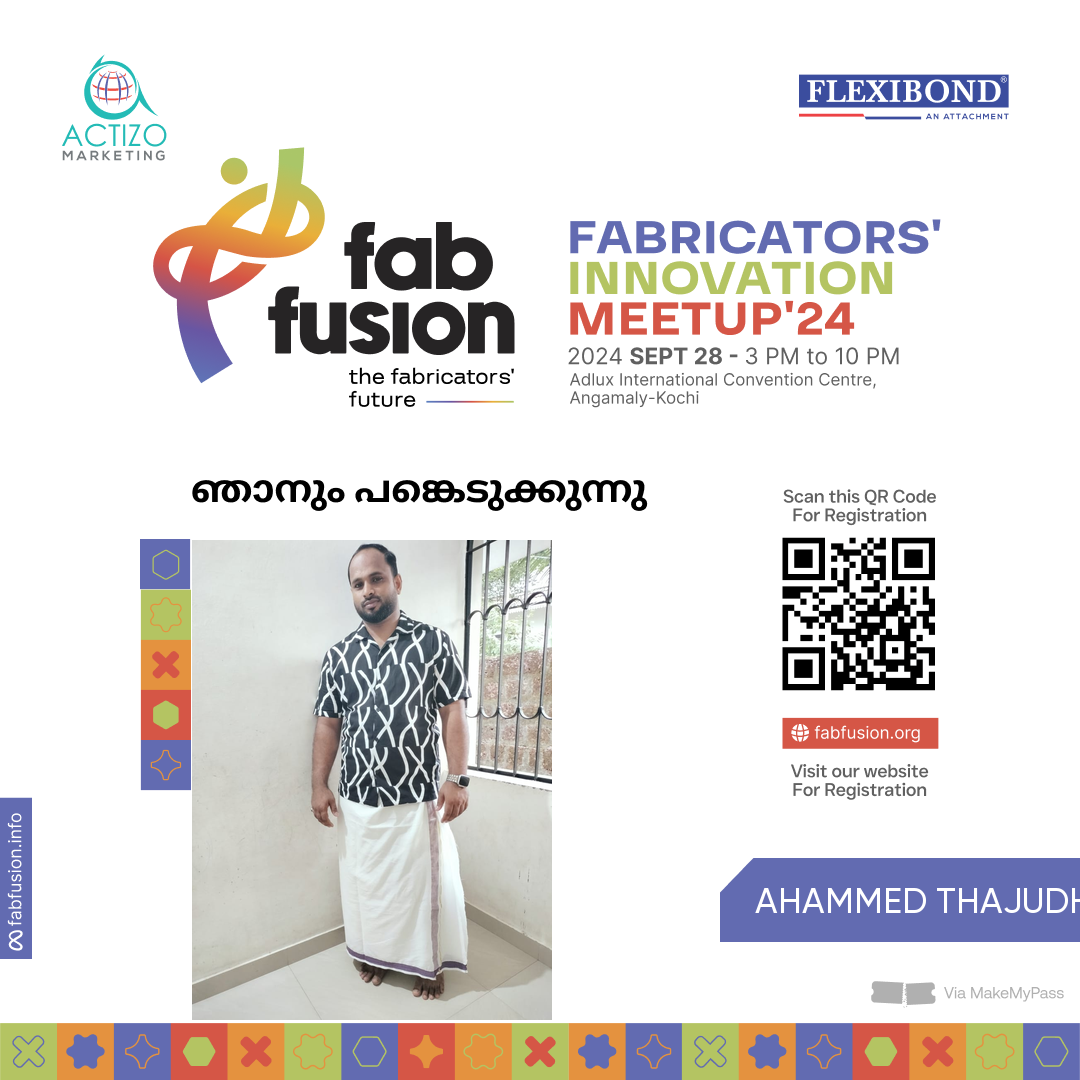 ACTIZO
MARKETING
FLEXIBOND®
AN ATTACHMENT
fab
fusion
the fabricators'
future
FABRICATORS'
INNOVATION
MEETUP'24
2024 SEPT 28 - 3 PM to 10 PM
Adlux International Convention Centre,
Angamaly-Kochi
ഞാനും പങ്കെടുക്കുന്നു
Scan this QR Code
For Registration
fabfusion.org
Visit our website
For Registration
fabfusion.info
AHAMMED THAJUDH
Via MakeMyPass